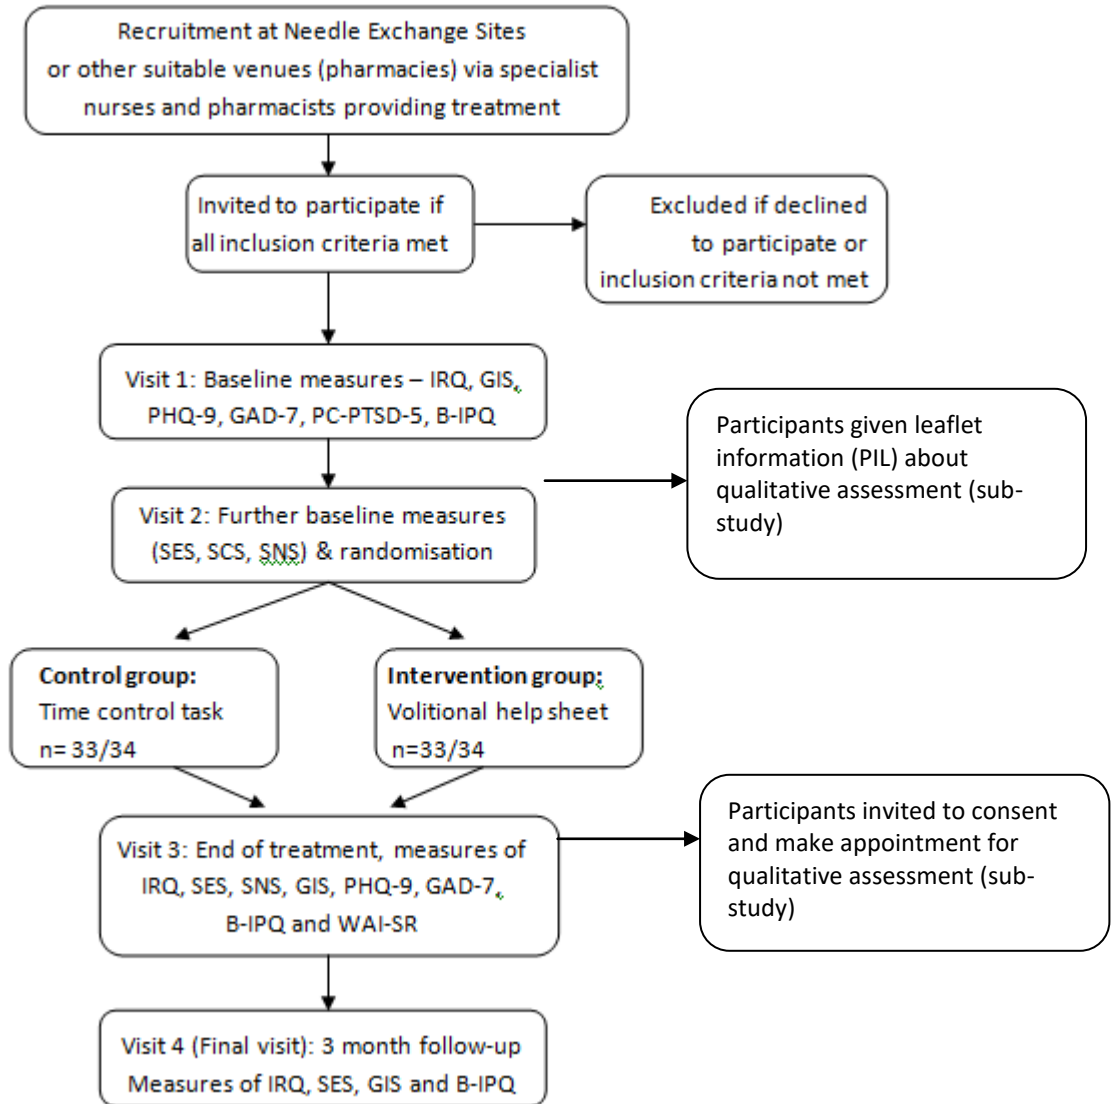 Recruitment at Needle Exchange Sites
or other suitable venues (pharmacies) via specialist
nurses and pharmacists providing treatment
Invited to participate if
all inclusion criteria met
Excluded if declined
to participate or
inclusion criteria not met
Visit 1: Baseline measures – IRQ, GIS,
PHQ-9, GAD-7, PC-PTSD-5, B-IPQ
Participants given leaflet
information (PIL) about
qualitative assessment (sub-
study)
Visit 2: Further baseline measures
(SES, SCS, SNS) & randomisation
Control group:
Time control task
n= 33/34
Intervention group:
Volitional help sheet
n=33/34
Visit 3: End of treatment, measures of
IRQ, SES, SNS, GIS, PHQ-9, GAD-7,
B-IPQ and WAI-SR
Participants invited to consent
and make appointment for
qualitative assessment (sub-
study)
Visit 4 (Final visit): 3 month follow-up
Measures of IRQ, SES, GIS and B-IPQ